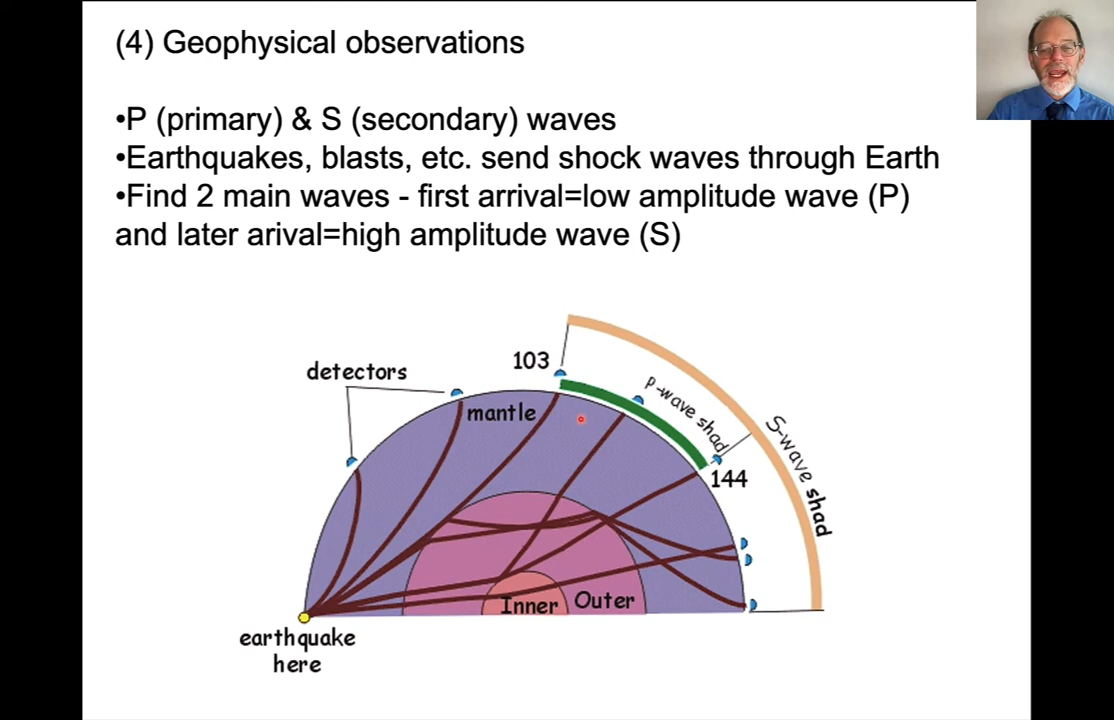 (4) Geophysical observations
•P (primary) & S (secondary) waves
•Earthquakes, blasts, etc. send shock waves through Earth
•Find 2 main waves - first arrival=low amplitude wave (P)
and later arival=high amplitude wave (S)
detectors
103
mantle
P-wave shad
S-wave shad
144
Inner
Outer
earthquake
here